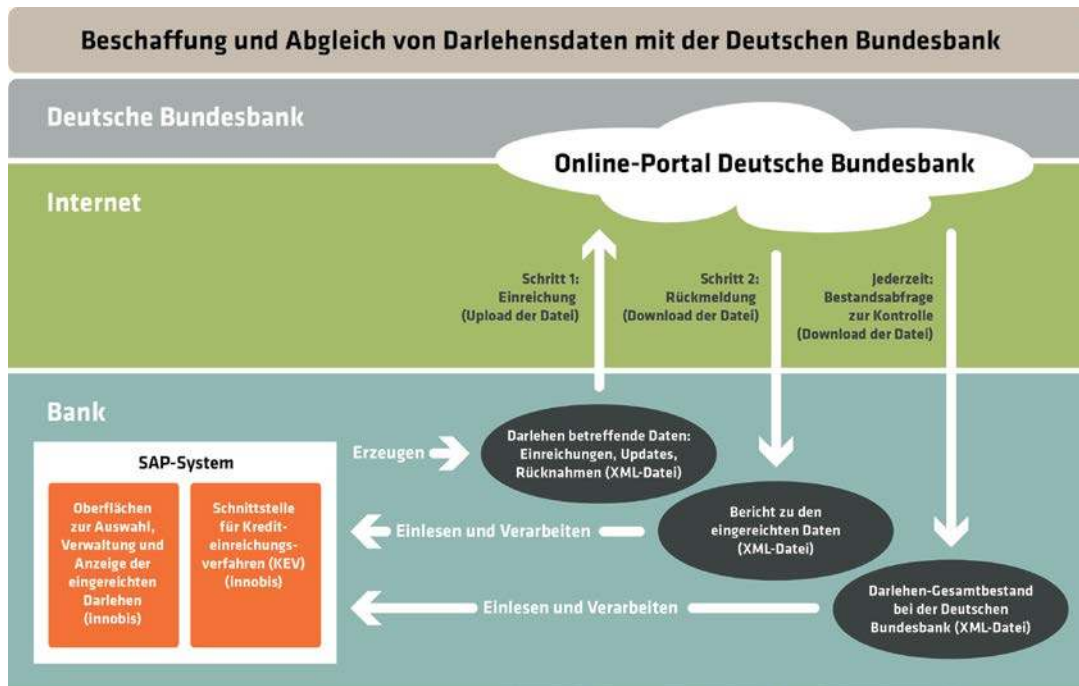 Beschaffung und Abgleich von Darlehensdaten mit der Deutschen Bundesbank
Deutsche Bundesbank
Online-Portal Deutsche Bundesbank
Internet
Schritt 1:
Einreichung
(Upload der Datei)
Schritt 2:
Rückmeldung
(Download der Datei)
Jederzeit:
Bestandsabfrage
zur Kontrolle
(Download der Datei)
Bank
SAP-System
Oberflächen
zur Auswahl,
Verwaltung und
Anzeige der
eingereichten
Darlehen
(innobis)
Schnittstelle
für Kredit-
einreichungs-
verfahren (KEV)
(innobis)
Erzeugen
Darlehen betreffende Daten:
Einreichungen, Updates,
Rücknahmen (XML-Datei)
Einlesen und Verarbeiten
Bericht zu den
eingereichten Daten
(XML-Datei)
Einlesen und Verarbeiten
Darlehen-Gesamtbestand
bei der Deutschen
Bundesbank (XML-Datei)